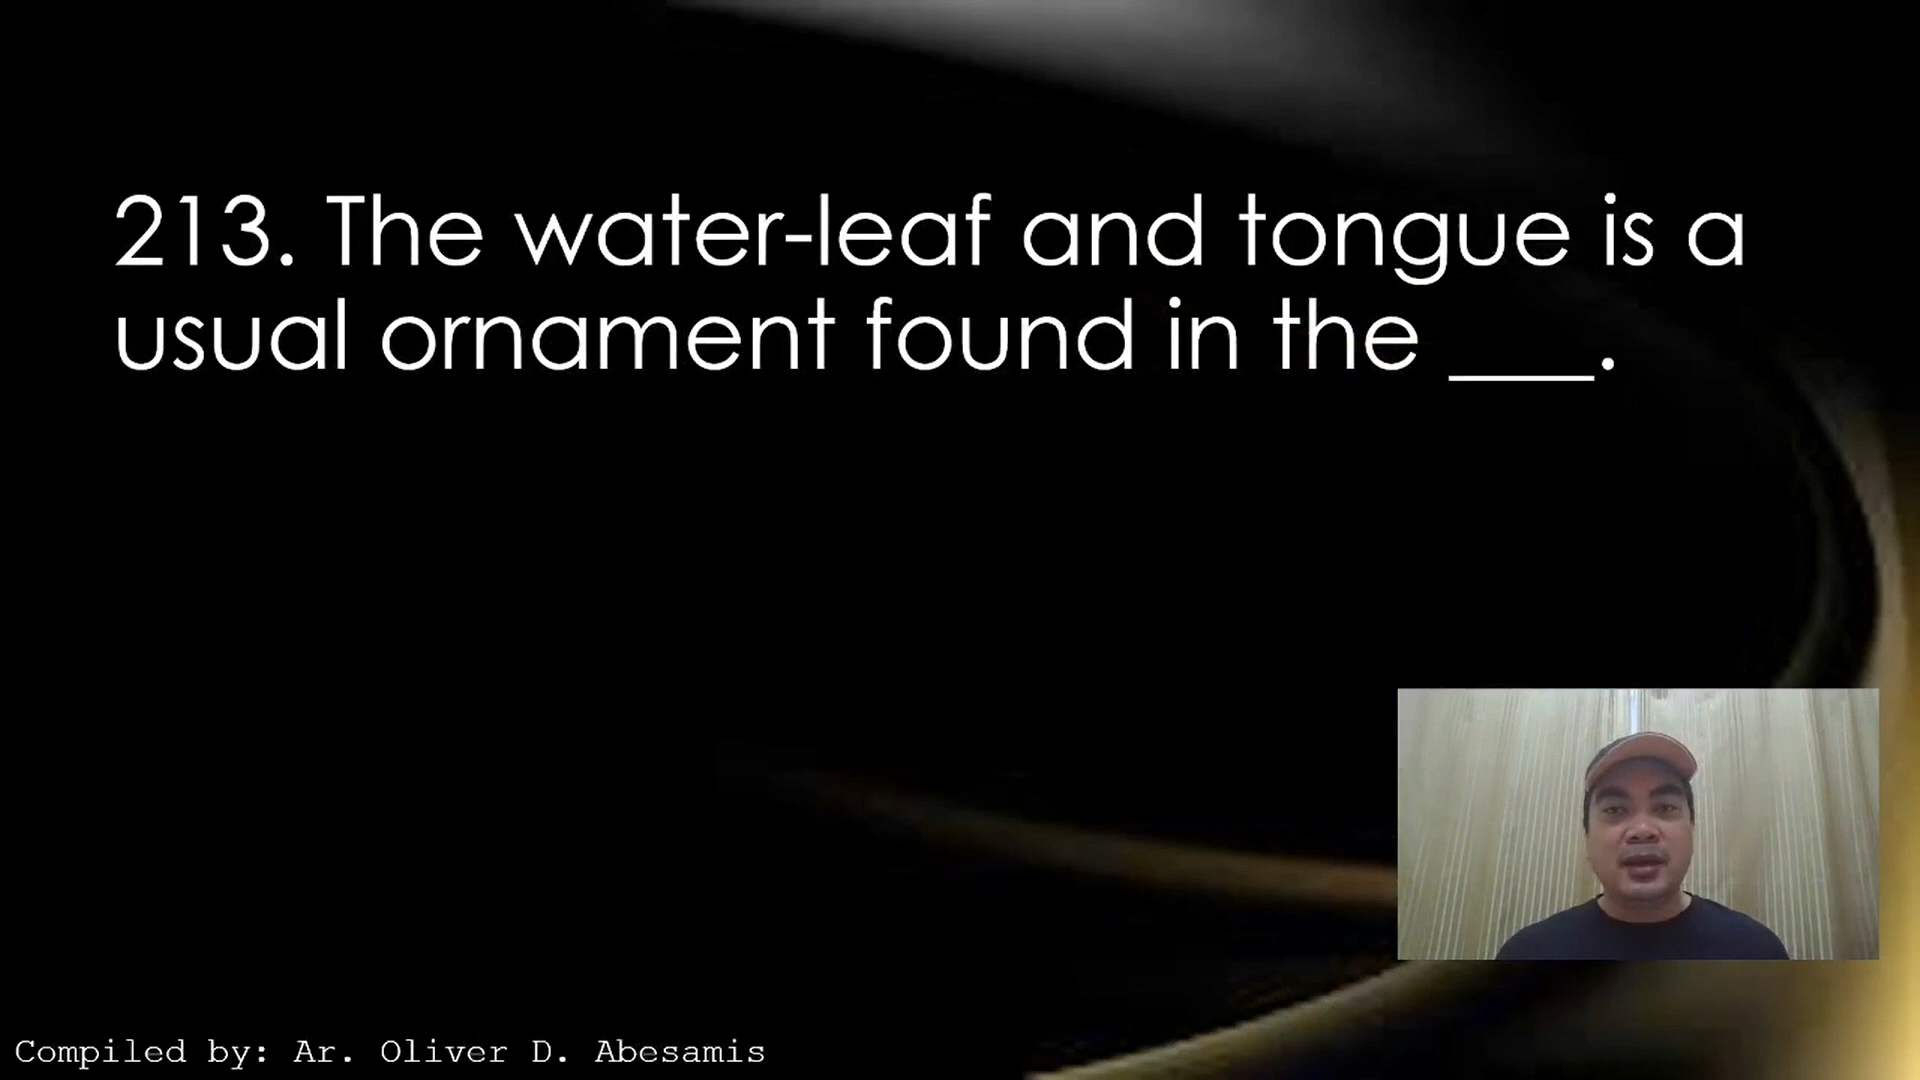 213. The water-leaf and tongue is a
usual ornament found in the ___.
Compiled by: Ar. Oliver D. Abesamis